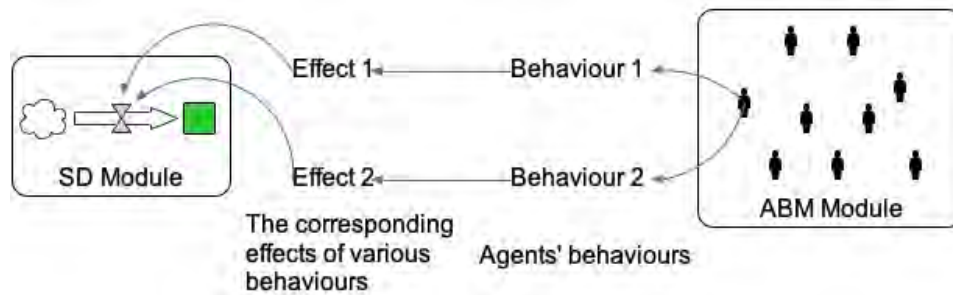 Effect 1
Behaviour 1
SD Module
Effect 2
Behaviour 2
ABM Module
The corresponding
effects of various
behaviours
Agents' behaviours